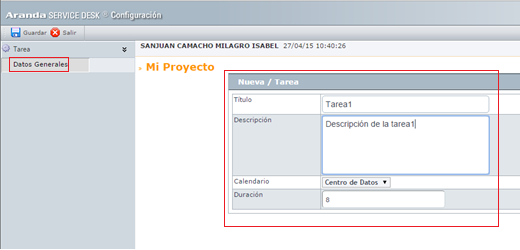 Aranda SERVICE DESK Configuración
Guardar Salir
Tarea
Datos Generales
SANJUAN CAMACHO MILAGRO ISABEL 27/04/15 10:40:26
Mi Proyecto
Nueva / Tarea
Título Tarea1
Descripción Descripción de la tarea1
Calendario Centro de Datos
Duración 8